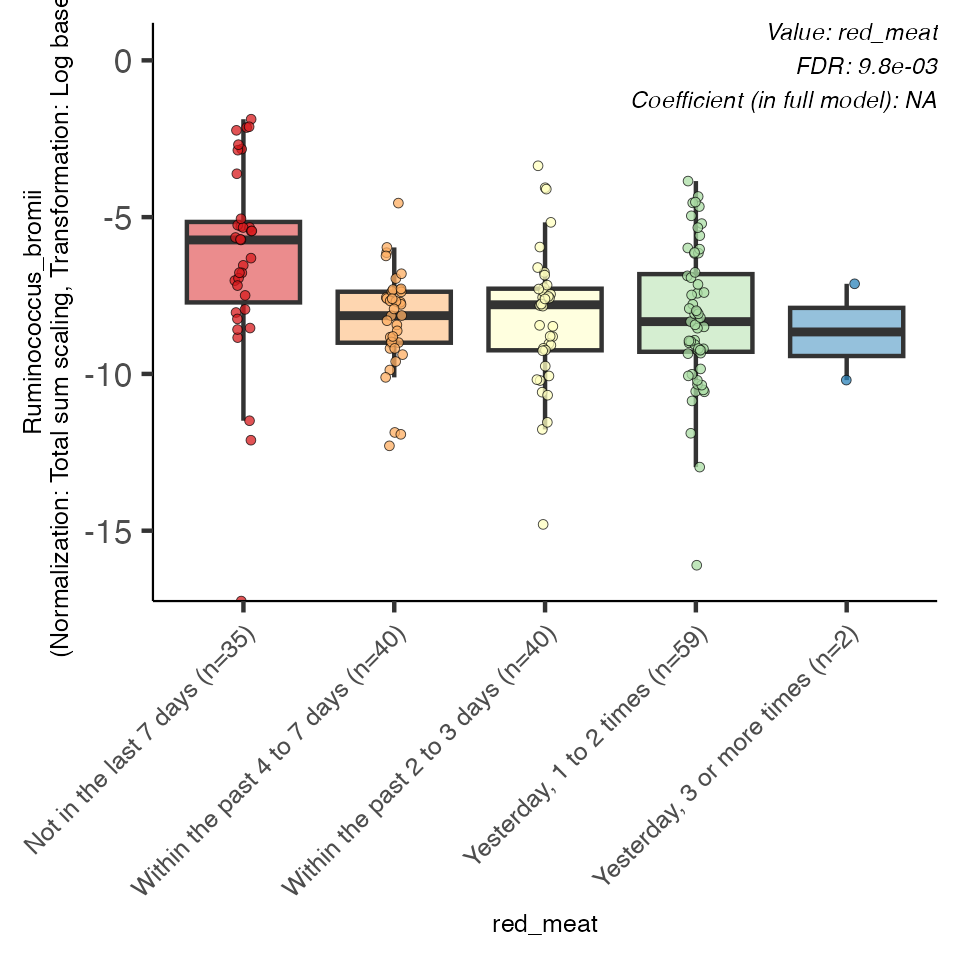 Value: red_meat
FDR: 9.8e-03
Coefficient (in full model): NA
Ruminococcus_bromii
(Normalization: Total sum scaling, Transformation: Log base
0
-5
-10
-15
Not in the last 7 days (n=35)
Within the past 4 to 7 days (n=40)
Within the past 2 to 3 days (n=40)
Yesterday, 1 to 2 times (n=59)
Yesterday, 3 or more times (n=2)
red_meat